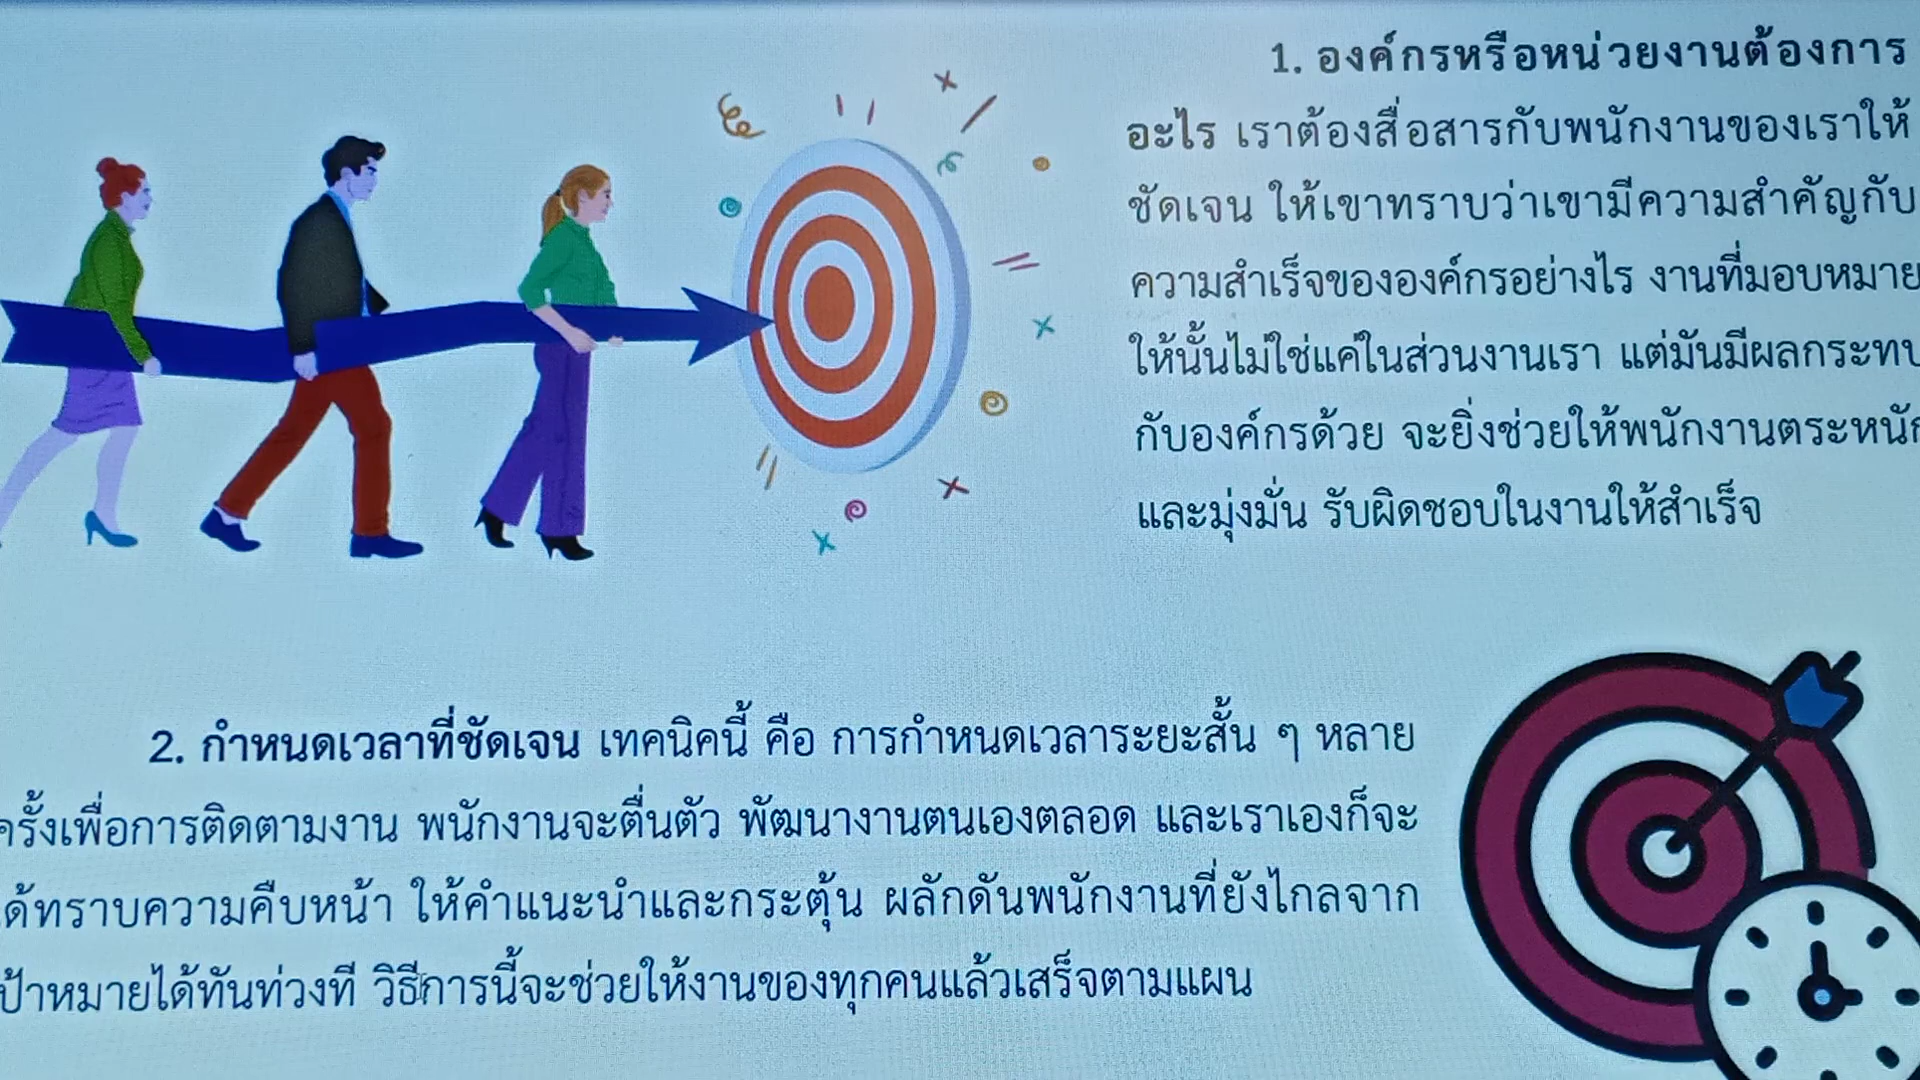 1. องค์กรหรือหน่วยงานต้องการ
อะไร เราต้องสื่อสารกับพนักงานของเราให้
ชัดเจน ให้เขาทราบว่าเขามีความสำคัญกับ
ความสำเร็จขององค์กรอย่างไร งานที่มอบหมาย
ให้นั้นไม่ใช่แค่ในส่วนงานเรา แต่มันมีผลกระทบ
กับองค์กรด้วย จะยิ่งช่วยให้พนักงานตระหนัก
และมุ่งมั่น รับผิดชอบในงานให้สำเร็จ
2. กำหนดเวลาที่ชัดเจน เทคนิคนี้ คือ การกำหนดเวลาระยะสั้น ๆ หลาย
ครั้งเพื่อการติดตามงาน พนักงานจะตื่นตัว พัฒนางานตนเองตลอด และเราเองก็จะ
ได้ทราบความคืบหน้า ให้คำแนะนำและกระตุ้น ผลักดันพนักงานที่ยังไกลจาก
เป้าหมายได้ทันท่วงที วิธีการนี้จะช่วยให้งานของทุกคนแล้วเสร็จตามแผน